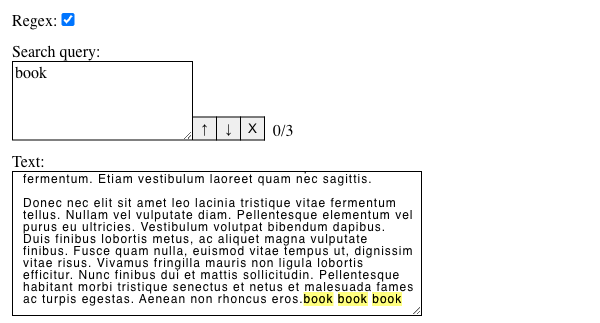 Regex:
Search query:
book
↑ ↓ X 0/3
Text:
fermentum. Etiam vestibulum laoreet quam nec sagittis.
Donec nec elit sit amet leo lacinia tristique vitae fermentum
tellus. Nullam vel vulputate diam. Pellentesque elementum vel
purus eu ultricies. Vestibulum volutpat bibendum dapibus.
Duis finibus lobortis metus, ac aliquet magna vulputate
finibus. Fusce quam nulla, euismod vitae tempus ut, dignissim
vitae risus. Vivamus fringilla mauris non ligula lobortis
efficitur. Nunc finibus dui et mattis sollicitudin. Pellentesque
habitant morbi tristique senectus et netus et malesuada fames
ac turpis egestas. Aenean non rhoncus eros.book book book